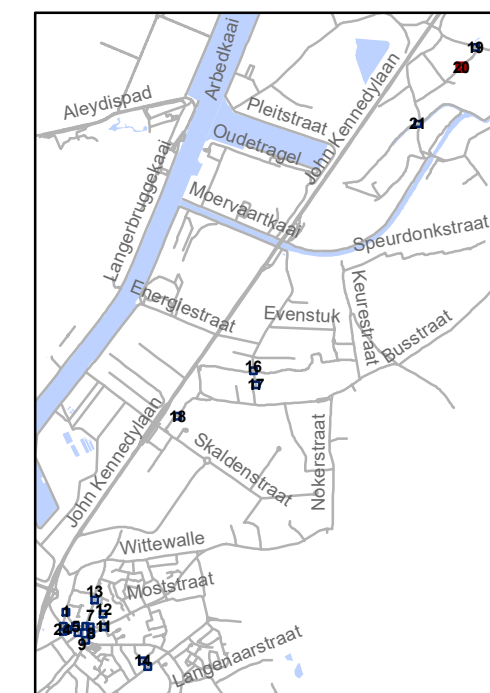 Arbedkaai
19
20
Aleydispad
Pleitstraat
21
Oudetragel
John Kennedylaan
Langerbruggekaai
Moervaartkaai
Speurdonkstraat
Energiestraat
Evenstuk
Keurestraat
Busstraat
16
17
18
John Kennedylaan
Skaldenstraat
Nokerstraat
Wittewalle
Moststraat
13
1
12
7
11
9
14
Langenaarstraat